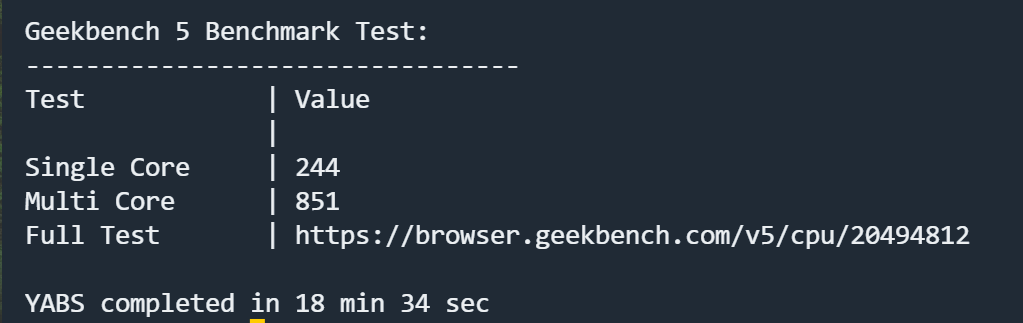 Geekbench 5 Benchmark Test:
---------------------------------
Test            | Value
                |
Single Core     | 244
Multi Core      | 851
Full Test       | https://browser.geekbench.com/v5/cpu/20494812

YABS completed in 18 min 34 sec